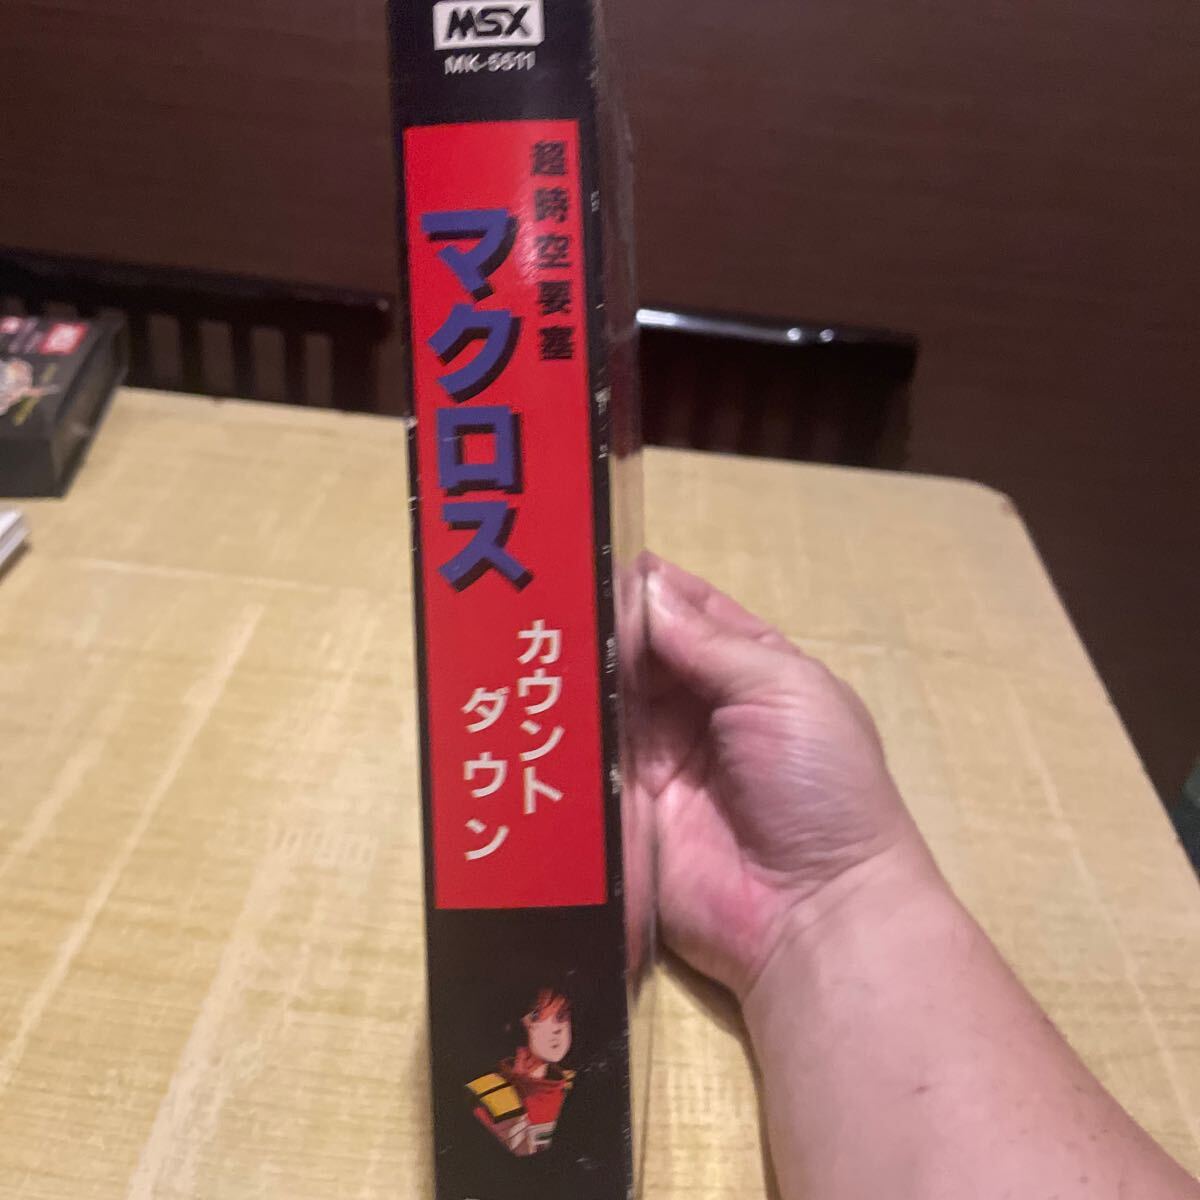 MSX
MK-5511
超時空要塞
マクロス
カウント
ダウン